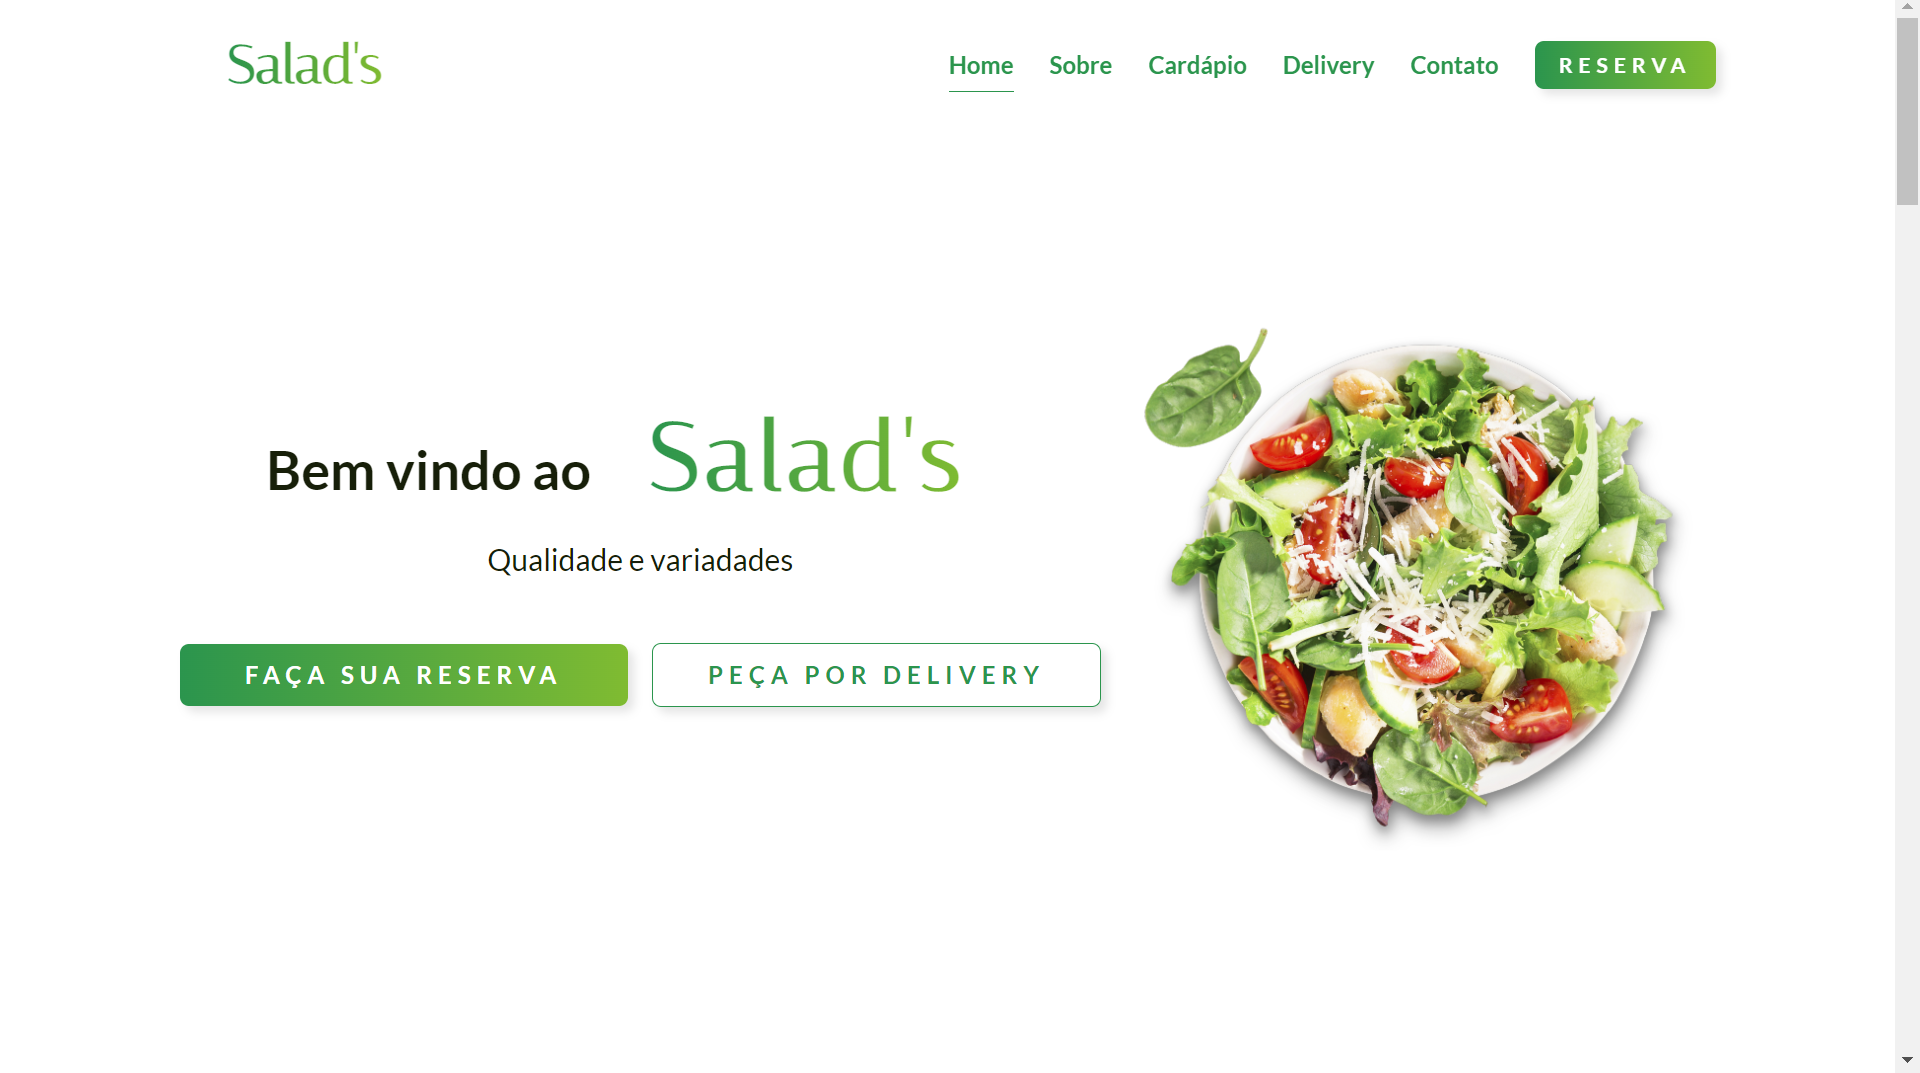 Salad's
Home Sobre Cardápio Delivery Contato RESERVA
Bem vindo ao Salad's
Qualidade e variadades
FAÇA SUA RESERVA PEÇA POR DELIVERY